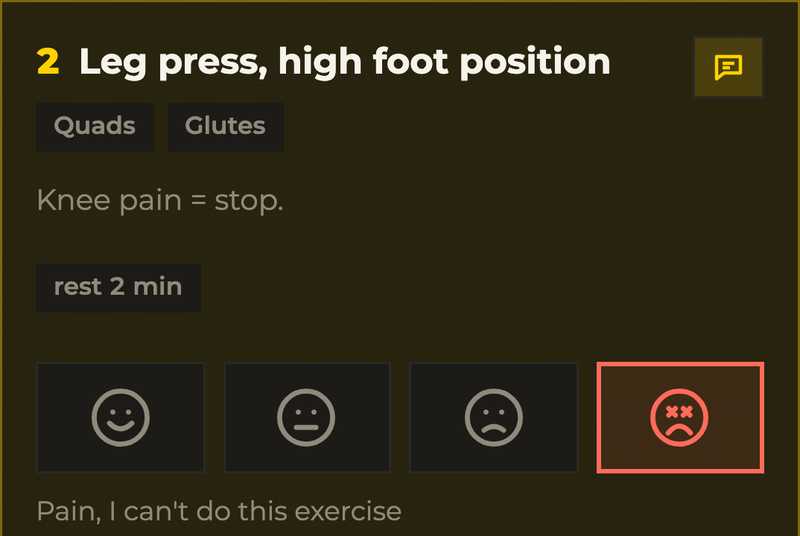 2 Leg press, high foot position
Quads Glutes
Knee pain = stop.
rest 2 min
Pain, I can't do this exercise